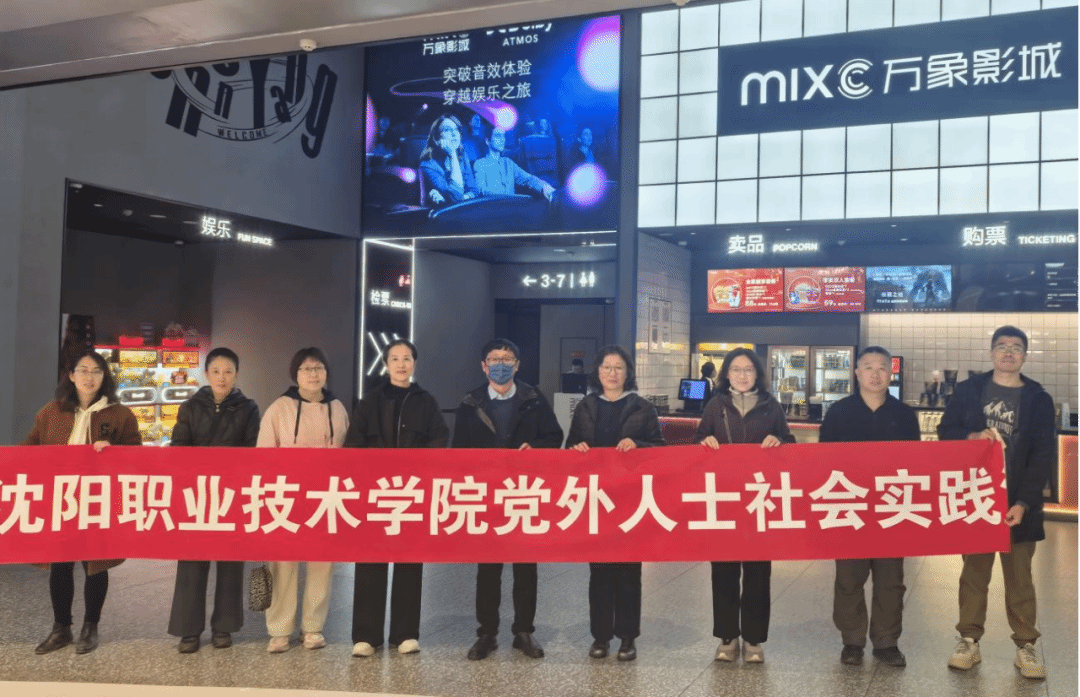 万象影城
ATMOS
突破音效体验
穿越娱乐之旅
mixc 万象影城
WELCOME
娱乐 FUN SPACE
卖品 POPCORN
购票 TICKETING
←3-7
检票
沈阳职业技术学院党外人士社会实践